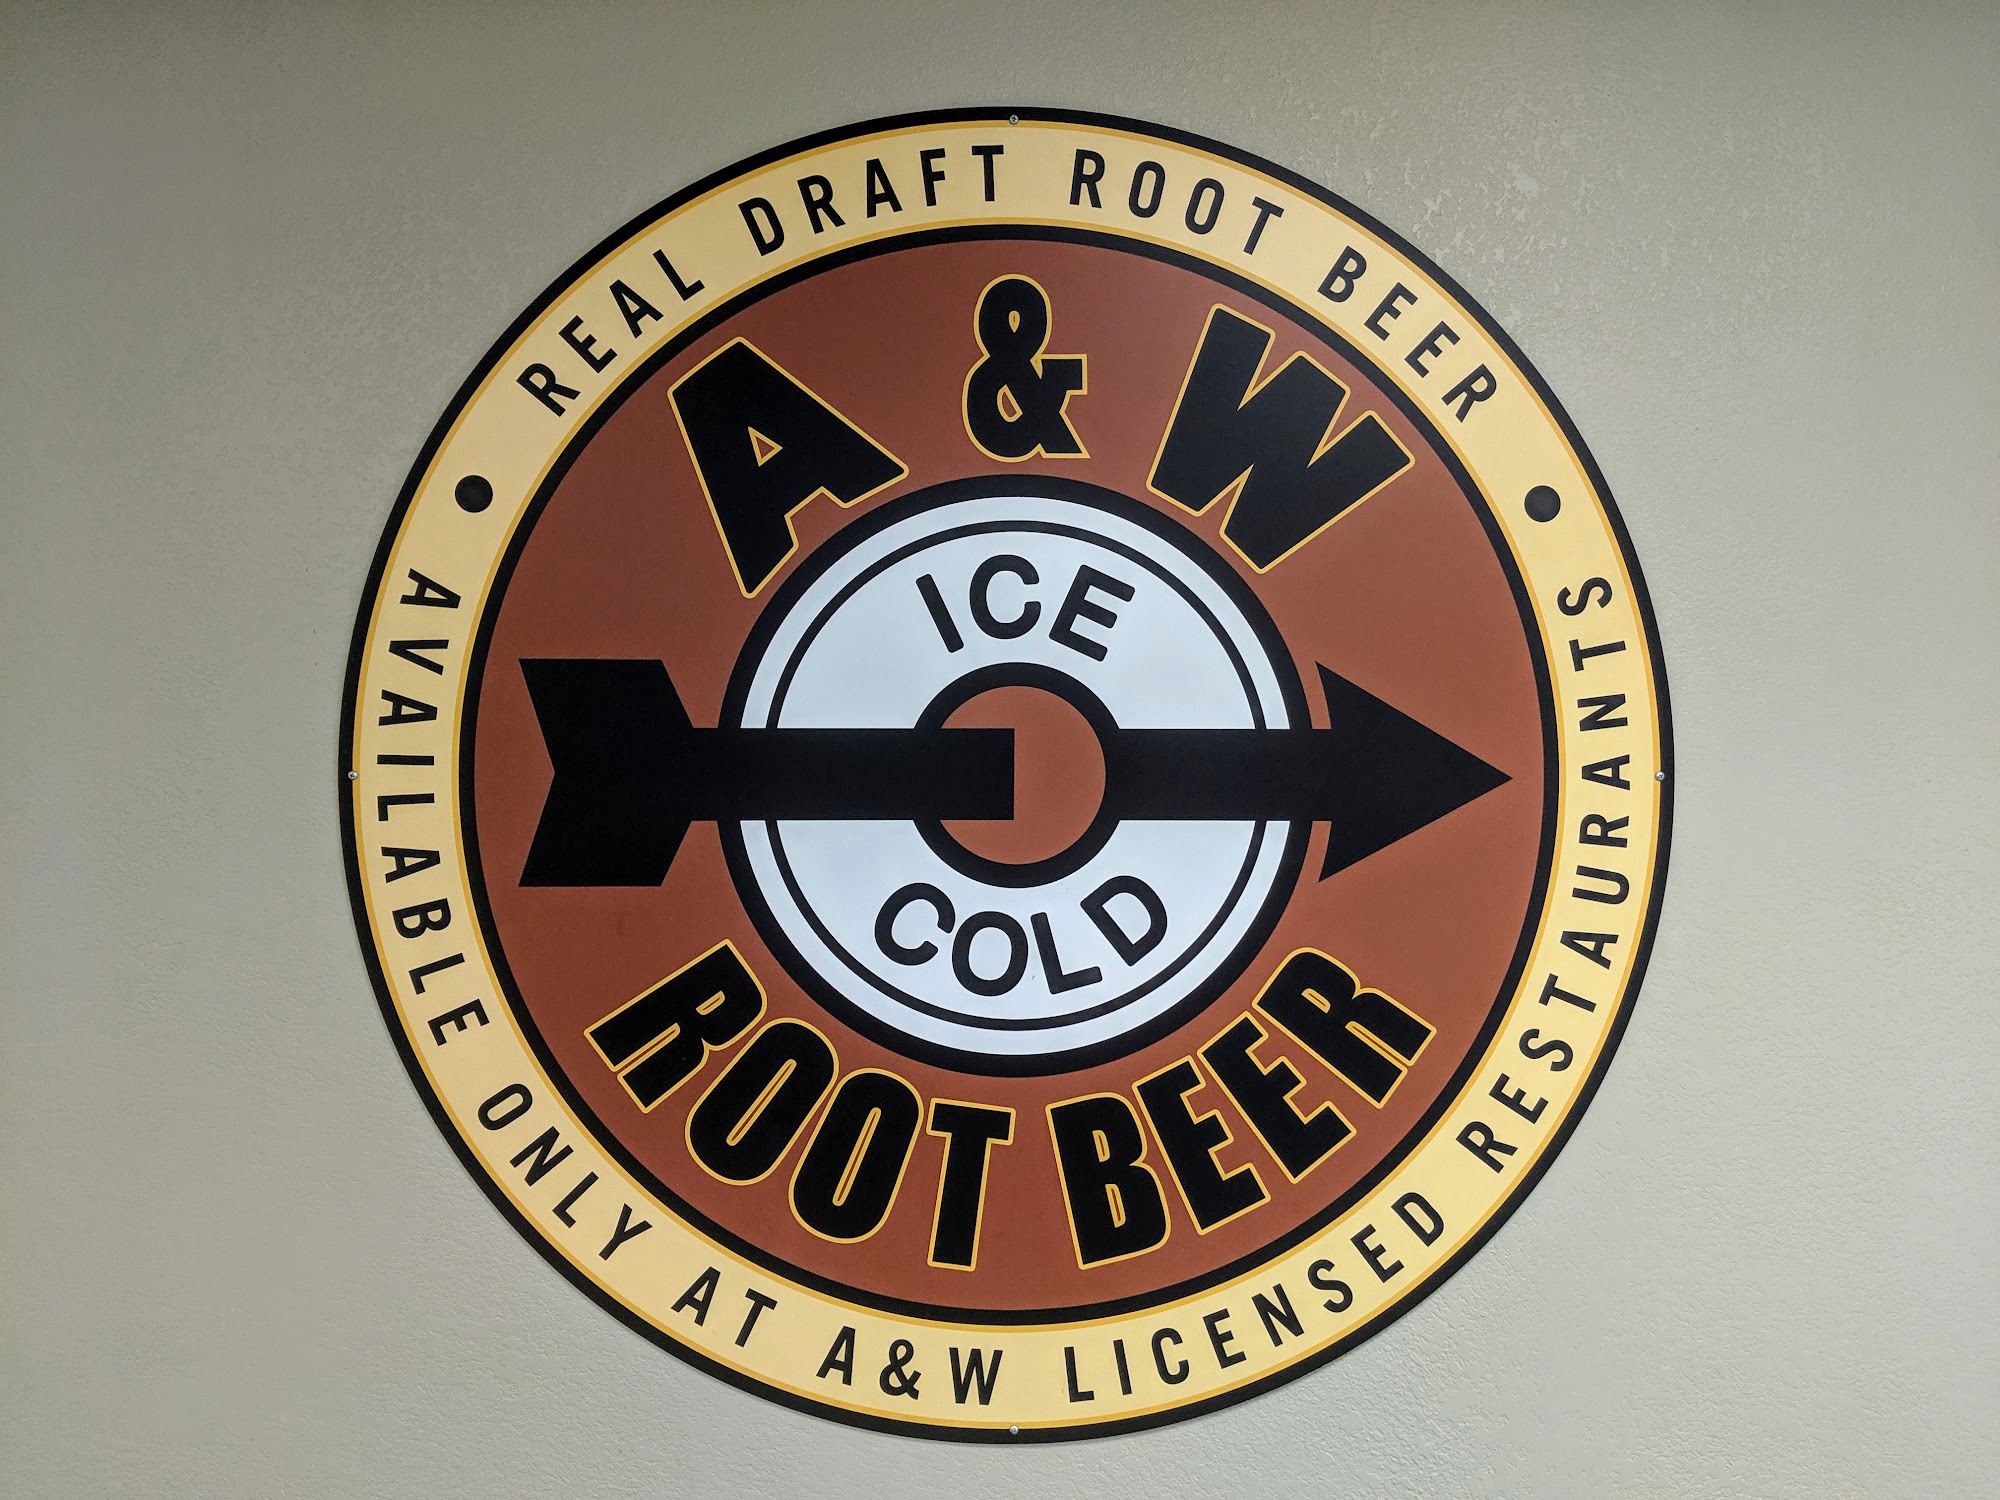 REAL DRAFT ROOT BEER
A & W
ICE
COLD
ROOT BEER
• AVAILABLE ONLY AT A&W LICENSED RESTAURANTS •